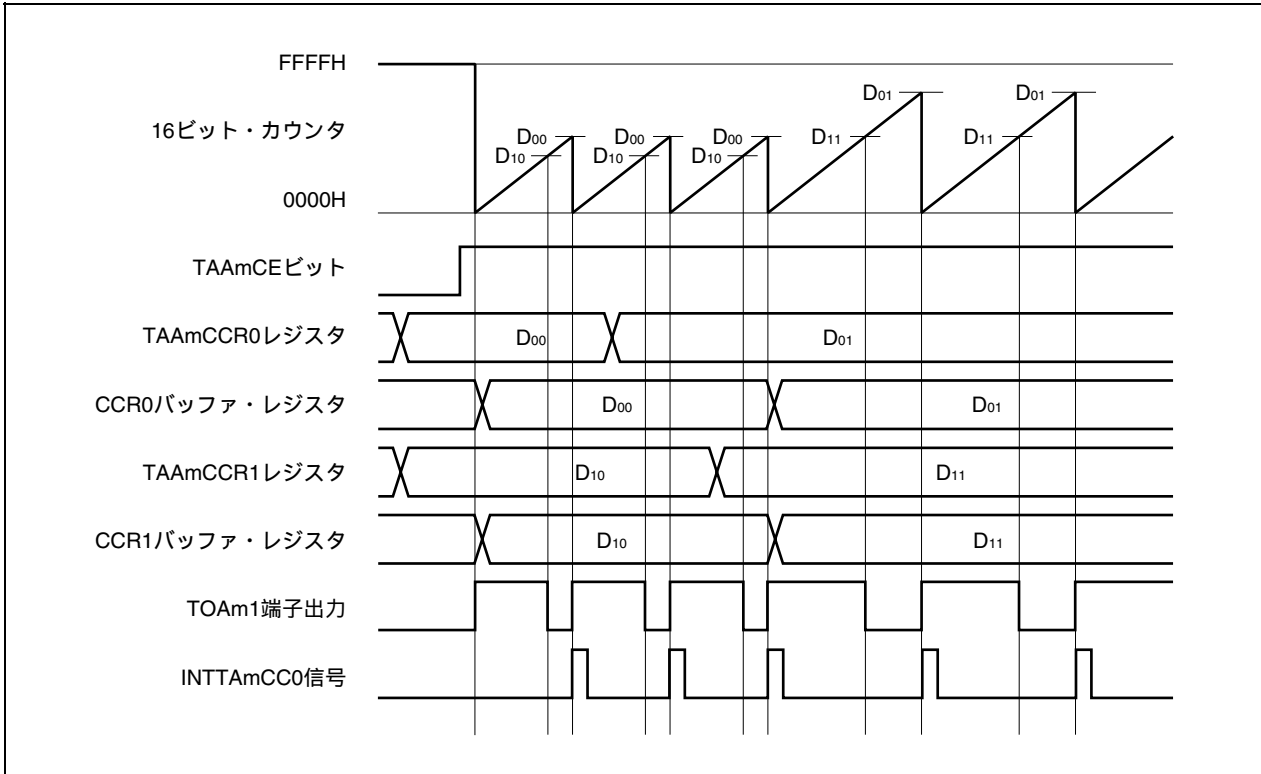 FFFFH
D01 D01
16ビット・カウンタ
D00 D00 D00 D11 D11
D10 D10 D10
0000H
TAAmCEビット
TAAmCCR0レジスタ
D00 D01
CCR0バッファ・レジスタ
D00 D01
TAAmCCR1レジスタ
D10 D11
CCR1バッファ・レジスタ
D10 D11
TOAm1端子出力
INTTAmCC0信号